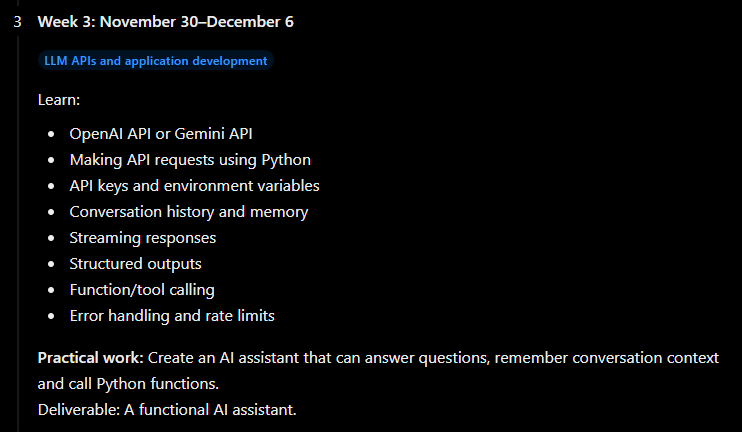 3 Week 3: November 30–December 6
LLM APIs and application development
Learn:
• OpenAI API or Gemini API
• Making API requests using Python
• API keys and environment variables
• Conversation history and memory
• Streaming responses
• Structured outputs
• Function/tool calling
• Error handling and rate limits
Practical work: Create an AI assistant that can answer questions, remember conversation context
and call Python functions.
Deliverable: A functional AI assistant.